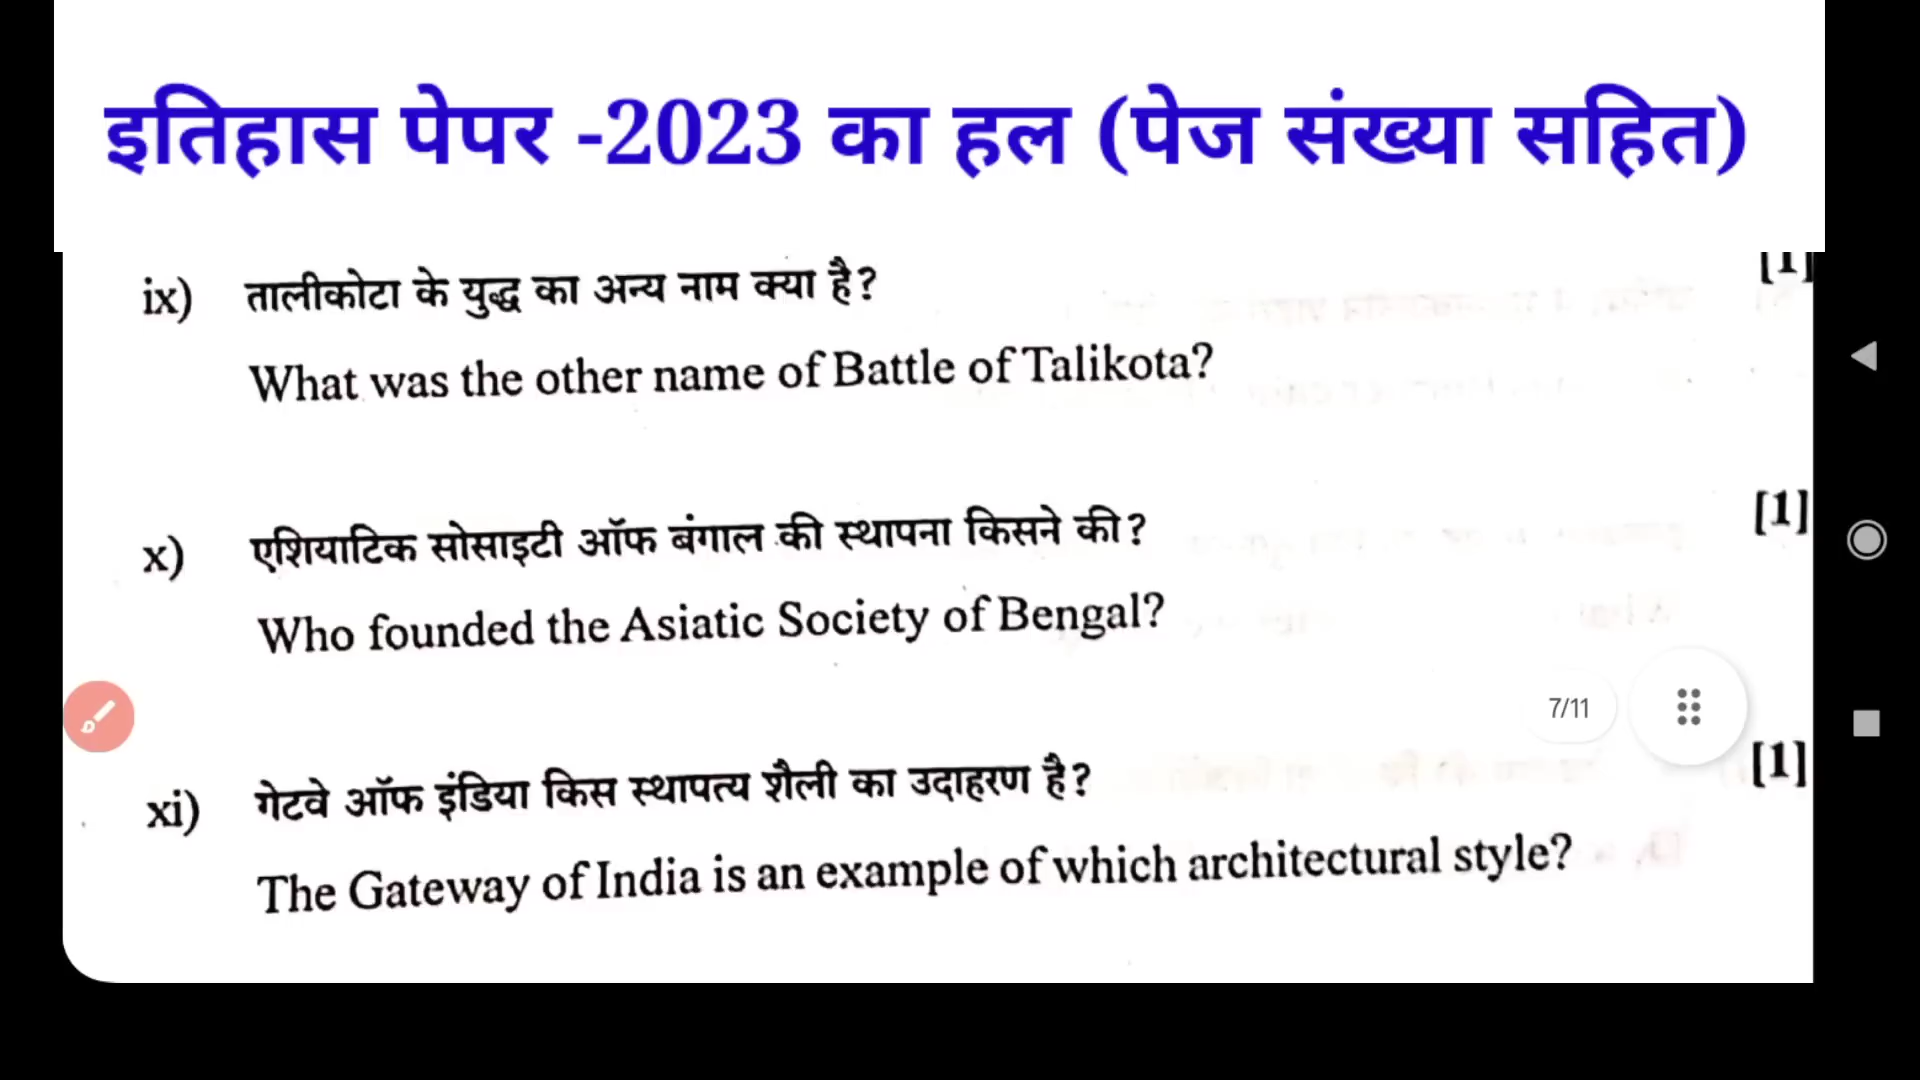 इतिहास पेपर -2023 का हल (पेज संख्या सहित)
ix) तालीकोटा के युद्ध का अन्य नाम क्या है? [1]
What was the other name of Battle of Talikota?
x) एशियाटिक सोसाइटी ऑफ बंगाल की स्थापना किसने की? [1]
Who founded the Asiatic Society of Bengal?
7/11
xi) गेटवे ऑफ इंडिया किस स्थापत्य शैली का उदाहरण है? [1]
The Gateway of India is an example of which architectural style?